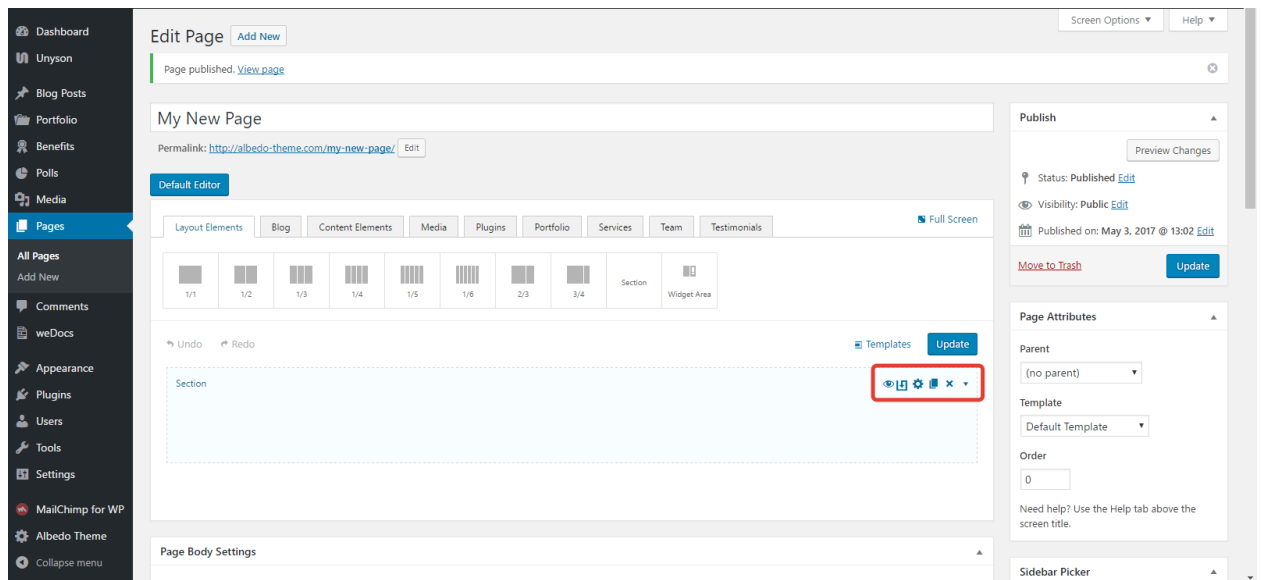 Dashboard
Unyson
Blog Posts
Portfolio
Benefits
Polls
Media
Pages
All Pages
Add New
Comments
weDocs
Appearance
Plugins
Users
Tools
Settings
MailChimp for WP
Albedo Theme
Collapse menu
Screen Options ▼ Help ▼
Edit Page Add New
Page published. View page
My New Page
Permalink: http://albedo-theme.com/my-new-page/ Edit
Default Editor
Layout Elements Blog Content Elements Media Plugins Portfolio Services Team Testimonials Full Screen
1/1 1/2 1/3 1/4 1/5 1/6 2/3 3/4 Section Widget Area
Undo Redo Templates Update
Section
Page Body Settings
Publish
Preview Changes
Status: Published Edit
Visibility: Public Edit
Published on: May 3, 2017 @ 13:02 Edit
Move to Trash Update
Page Attributes
Parent
(no parent)
Template
Default Template
Order
0
Need help? Use the Help tab above the
screen title.
Sidebar Picker